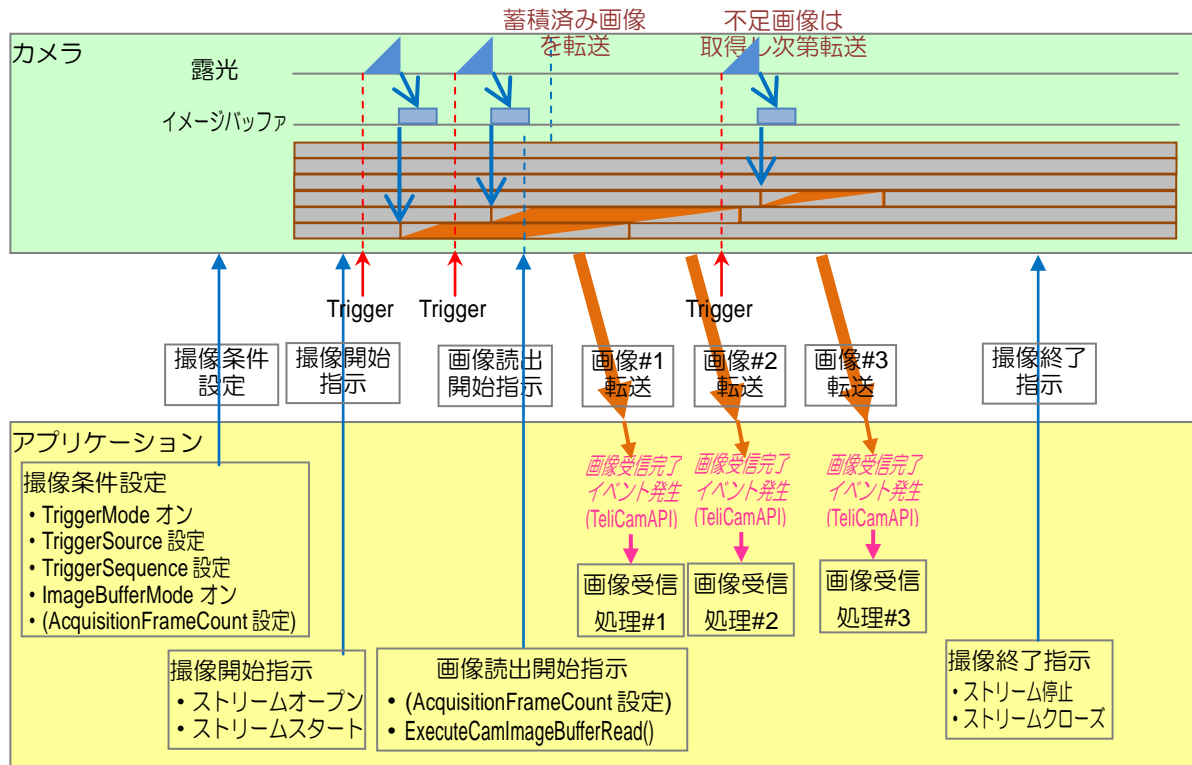 蓄積済み画像
を転送
不足画像は
取得し次第転送
カメラ
露光
イメージバッファ
Trigger
Trigger
Trigger
撮像条件
設定
撮像開始
指示
画像読出
開始指示
画像#1
転送
画像#2
転送
画像#3
転送
撮像終了
指示
アプリケーション
撮像条件設定
・TriggerMode オン
・TriggerSource 設定
・TriggerSequence 設定
・ImageBufferMode オン
・(AcquisitionFrameCount 設定)
画像受信完了
イベント発生
(TeliCamAPI)
画像受信完了
イベント発生
(TeliCamAPI)
画像受信完了
イベント発生
(TeliCamAPI)
画像受信
処理#1
画像受信
処理#2
画像受信
処理#3
撮像開始指示
・ストリームオープン
・ストリームスタート
画像読出開始指示
・(AcquisitionFrameCount 設定)
・ExecuteCamImageBufferRead()
撮像終了指示
・ストリーム停止
・ストリームクローズ